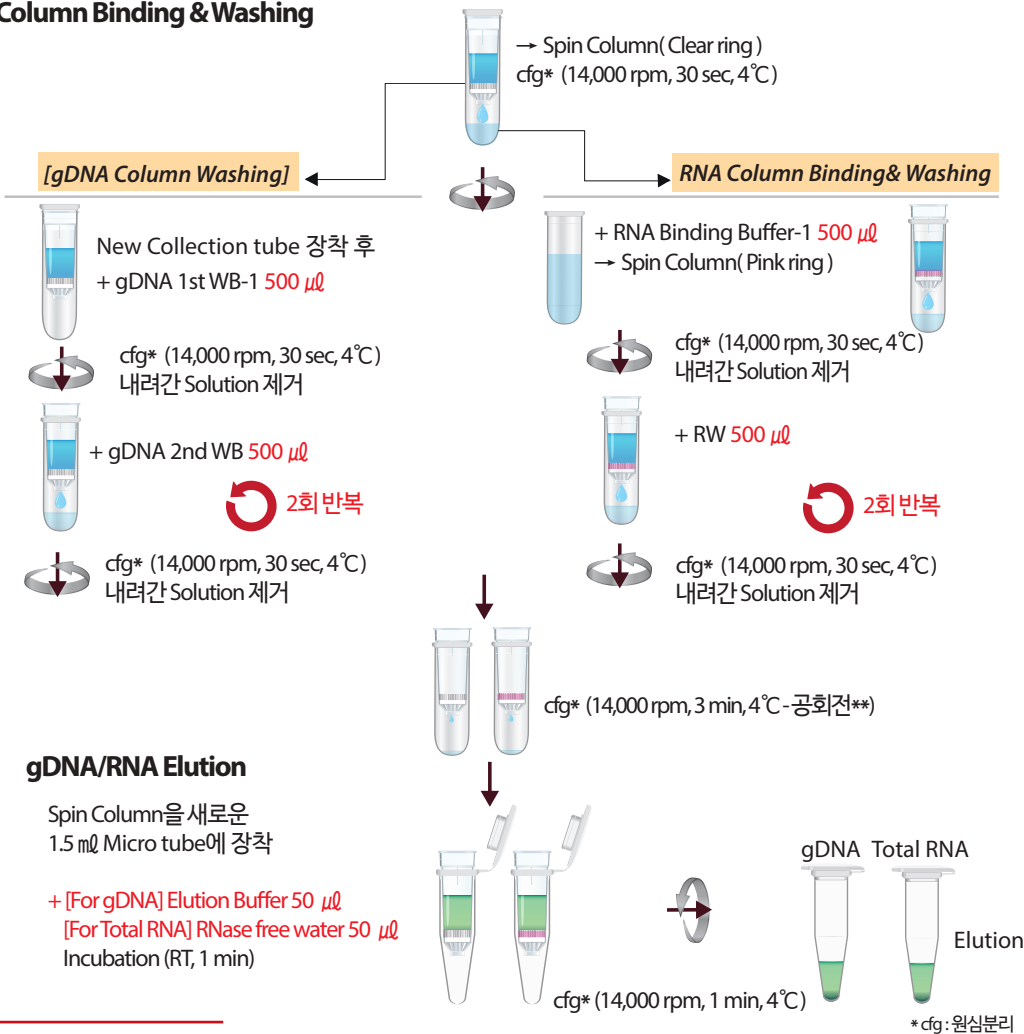 Column Binding & Washing
→ Spin Column( Clear ring )
cfg* (14,000 rpm, 30 sec, 4℃ )
[gDNA Column Washing]
New Collection tube 장착 후
+ gDNA 1st WB-1 500 ㎕
cfg* (14,000 rpm, 30 sec, 4℃ )
내려간 Solution 제거
+ gDNA 2nd WB 500 ㎕
2회 반복
cfg* (14,000 rpm, 30 sec, 4℃ )
내려간 Solution 제거
RNA Column Binding& Washing
+ RNA Binding Buffer-1 500 ㎕
→ Spin Column( Pink ring )
cfg* (14,000 rpm, 30 sec, 4℃ )
내려간 Solution 제거
+ RW 500 ㎕
2회 반복
cfg* (14,000 rpm, 30 sec, 4℃ )
내려간 Solution 제거
cfg* (14,000 rpm, 3 min, 4℃ - 공회전**)
gDNA/RNA Elution
Spin Column을 새로운
1.5 ㎖ Micro tube에 장착
+ [For gDNA] Elution Buffer 50 ㎕
[For Total RNA] RNase free water 50 ㎕
Incubation (RT, 1 min)
cfg* (14,000 rpm, 1 min, 4℃ )
gDNA Total RNA
Elution
* cfg : 원심분리